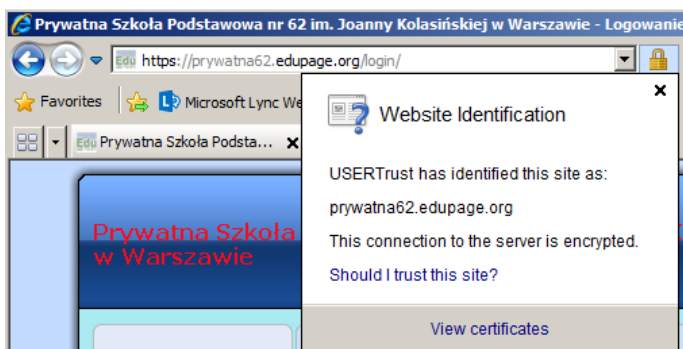 Prywatna Szkoła Podstawowa nr 62 im. Joanny Kolasińskiej w Warszawie - Logowanie
Edu https://prywatna62.edupage.org/login/
Favorites Microsoft Lync We
Edu Prywatna Szkoła Podsta... X
Website Identification
USERTrust has identified this site as:
prywatna62.edupage.org
This connection to the server is encrypted.
Should I trust this site?
View certificates
Prywatna Szkoła
w Warszawie